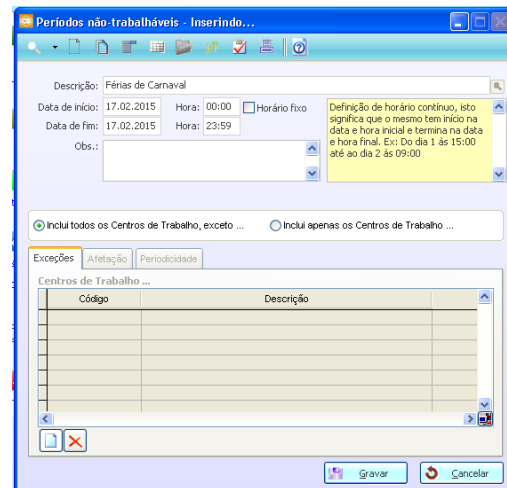 Períodos não-trabalháveis - Inserindo...
Descrição: Férias de Carnaval
Data de início: 17.02.2015 Hora: 00:00 Horário fixo
Data de fim: 17.02.2015 Hora: 23:59
Obs.:
Definição de horário contínuo, isto
significa que o mesmo tem início na
data e hora inicial e termina na data
e hora final. Ex: Do dia 1 às 15:00
até ao dia 2 às 09:00
Inclui todos os Centros de Trabalho, exceto ... Inclui apenas os Centros de Trabalho ...
Exceções Afetação Periodicidade
Centros de Trabalho ...
Código Descrição
Gravar Cancelar